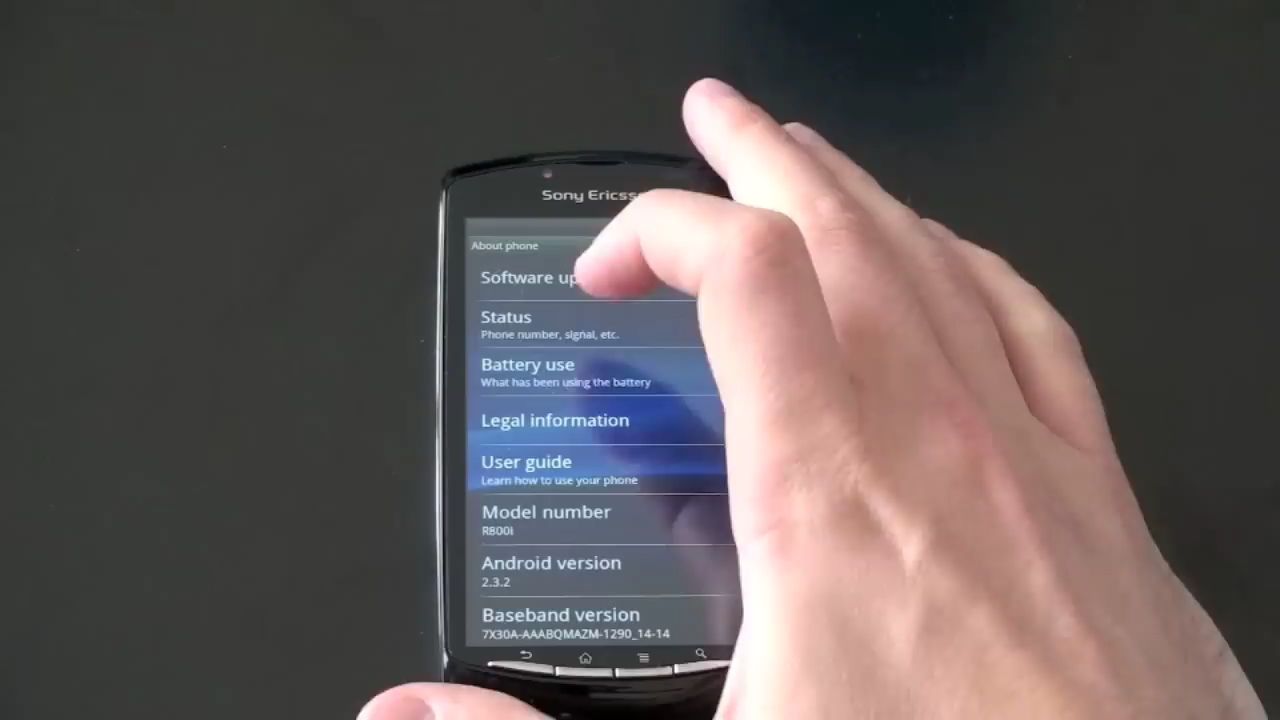 Sony Ericss
About phone
Software up
Status
Phone number, signal, etc.
Battery use
What has been using the battery
Legal information
User guide
Learn how to use your phone
Model number
R800i
Android version
2.3.2
Baseband version
7X30A-AAABQMAZM-1290_14-14